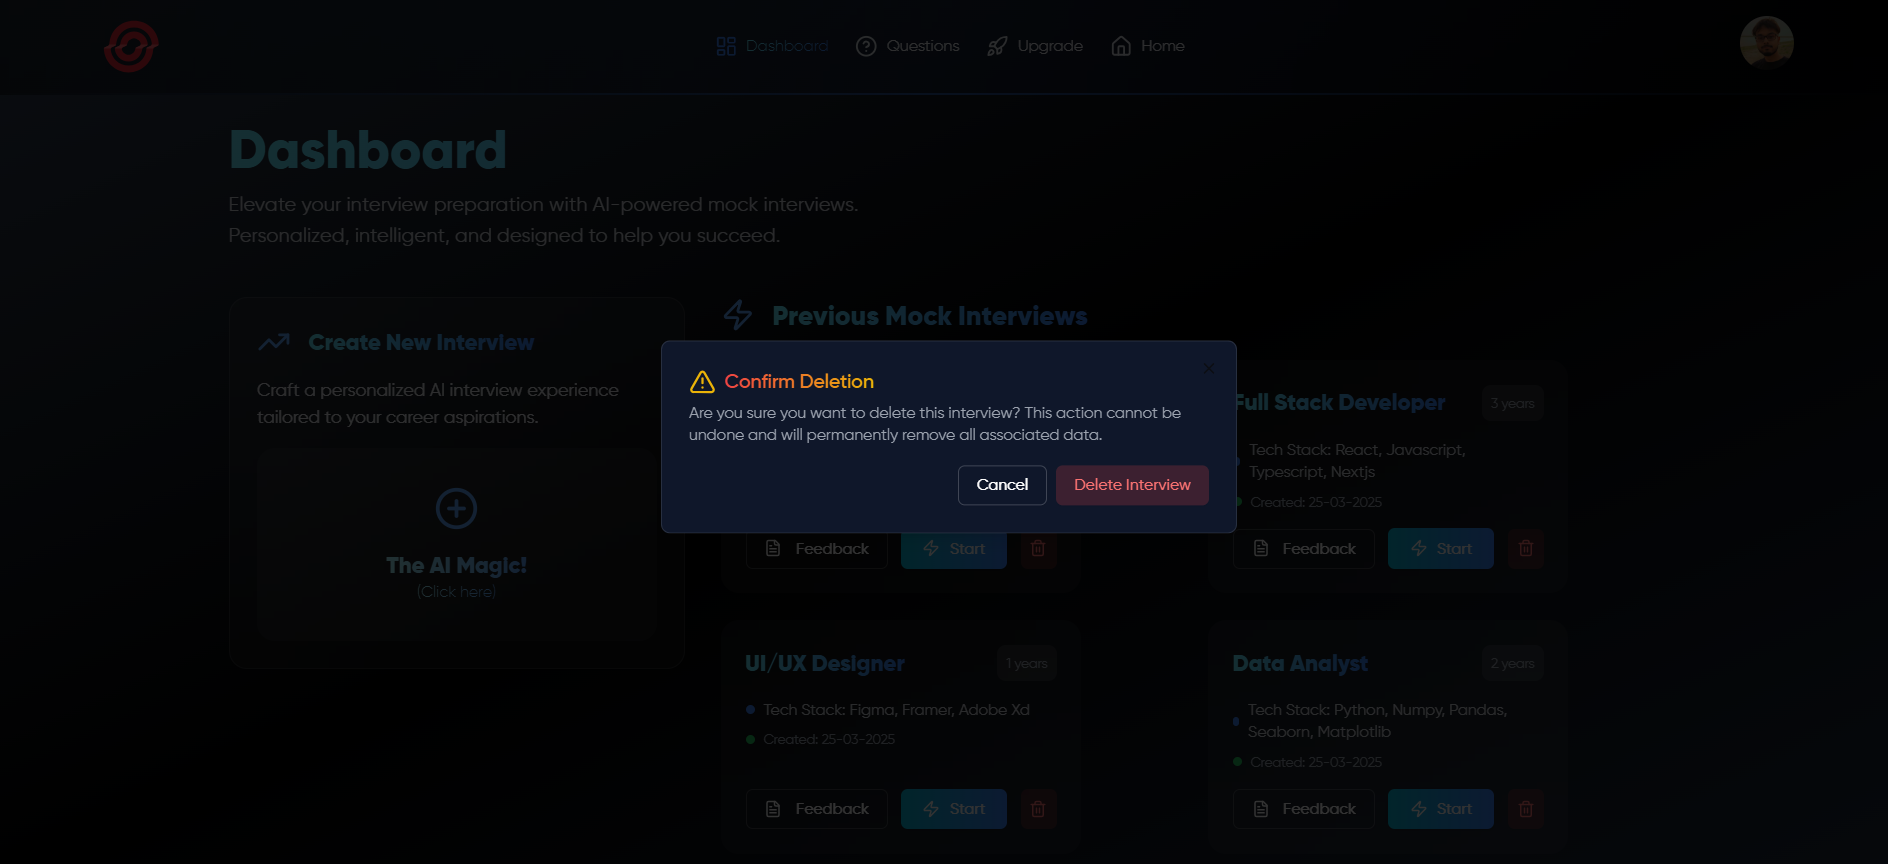 Dashboard
Questions
Upgrade
Home
Dashboard
Elevate your interview preparation with AI-powered mock interviews.
Personalized, intelligent, and designed to help you succeed.
Create New Interview
Craft a personalized AI interview experience
tailored to your career aspirations.
The AI Magic!
(Click here)
Previous Mock Interviews
Confirm Deletion
Are you sure you want to delete this interview? This action cannot be
undone and will permanently remove all associated data.
Cancel
Delete Interview
Feedback
Start
Full Stack Developer
3 years
Tech Stack: React, Javascript,
Typescript, Nextjs
Created: 25-03-2025
Feedback
Start
UI/UX Designer
1 years
Tech Stack: Figma, Framer, Adobe Xd
Created: 25-03-2025
Feedback
Start
Data Analyst
2 years
Tech Stack: Python, Numpy, Pandas,
Seaborn, Matplotlib
Created: 25-03-2025
Feedback
Start